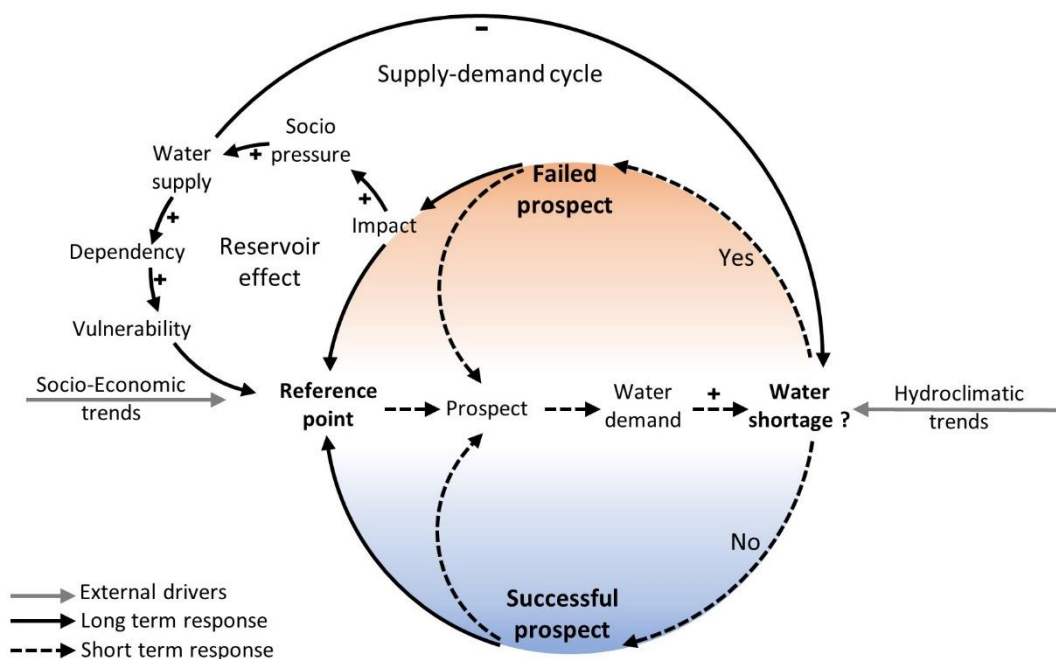 -
Supply-demand cycle
Socio
pressure
+
Water
supply
+
Failed
prospect
+
Impact
Dependency
Reservoir
effect
Yes
+
Vulnerability
Socio-Economic
trends
Reference
point
Prospect
Water
demand
+
Water
shortage ?
Hydroclimatic
trends
No
External drivers
Long term response
Short term response
Successful
prospect